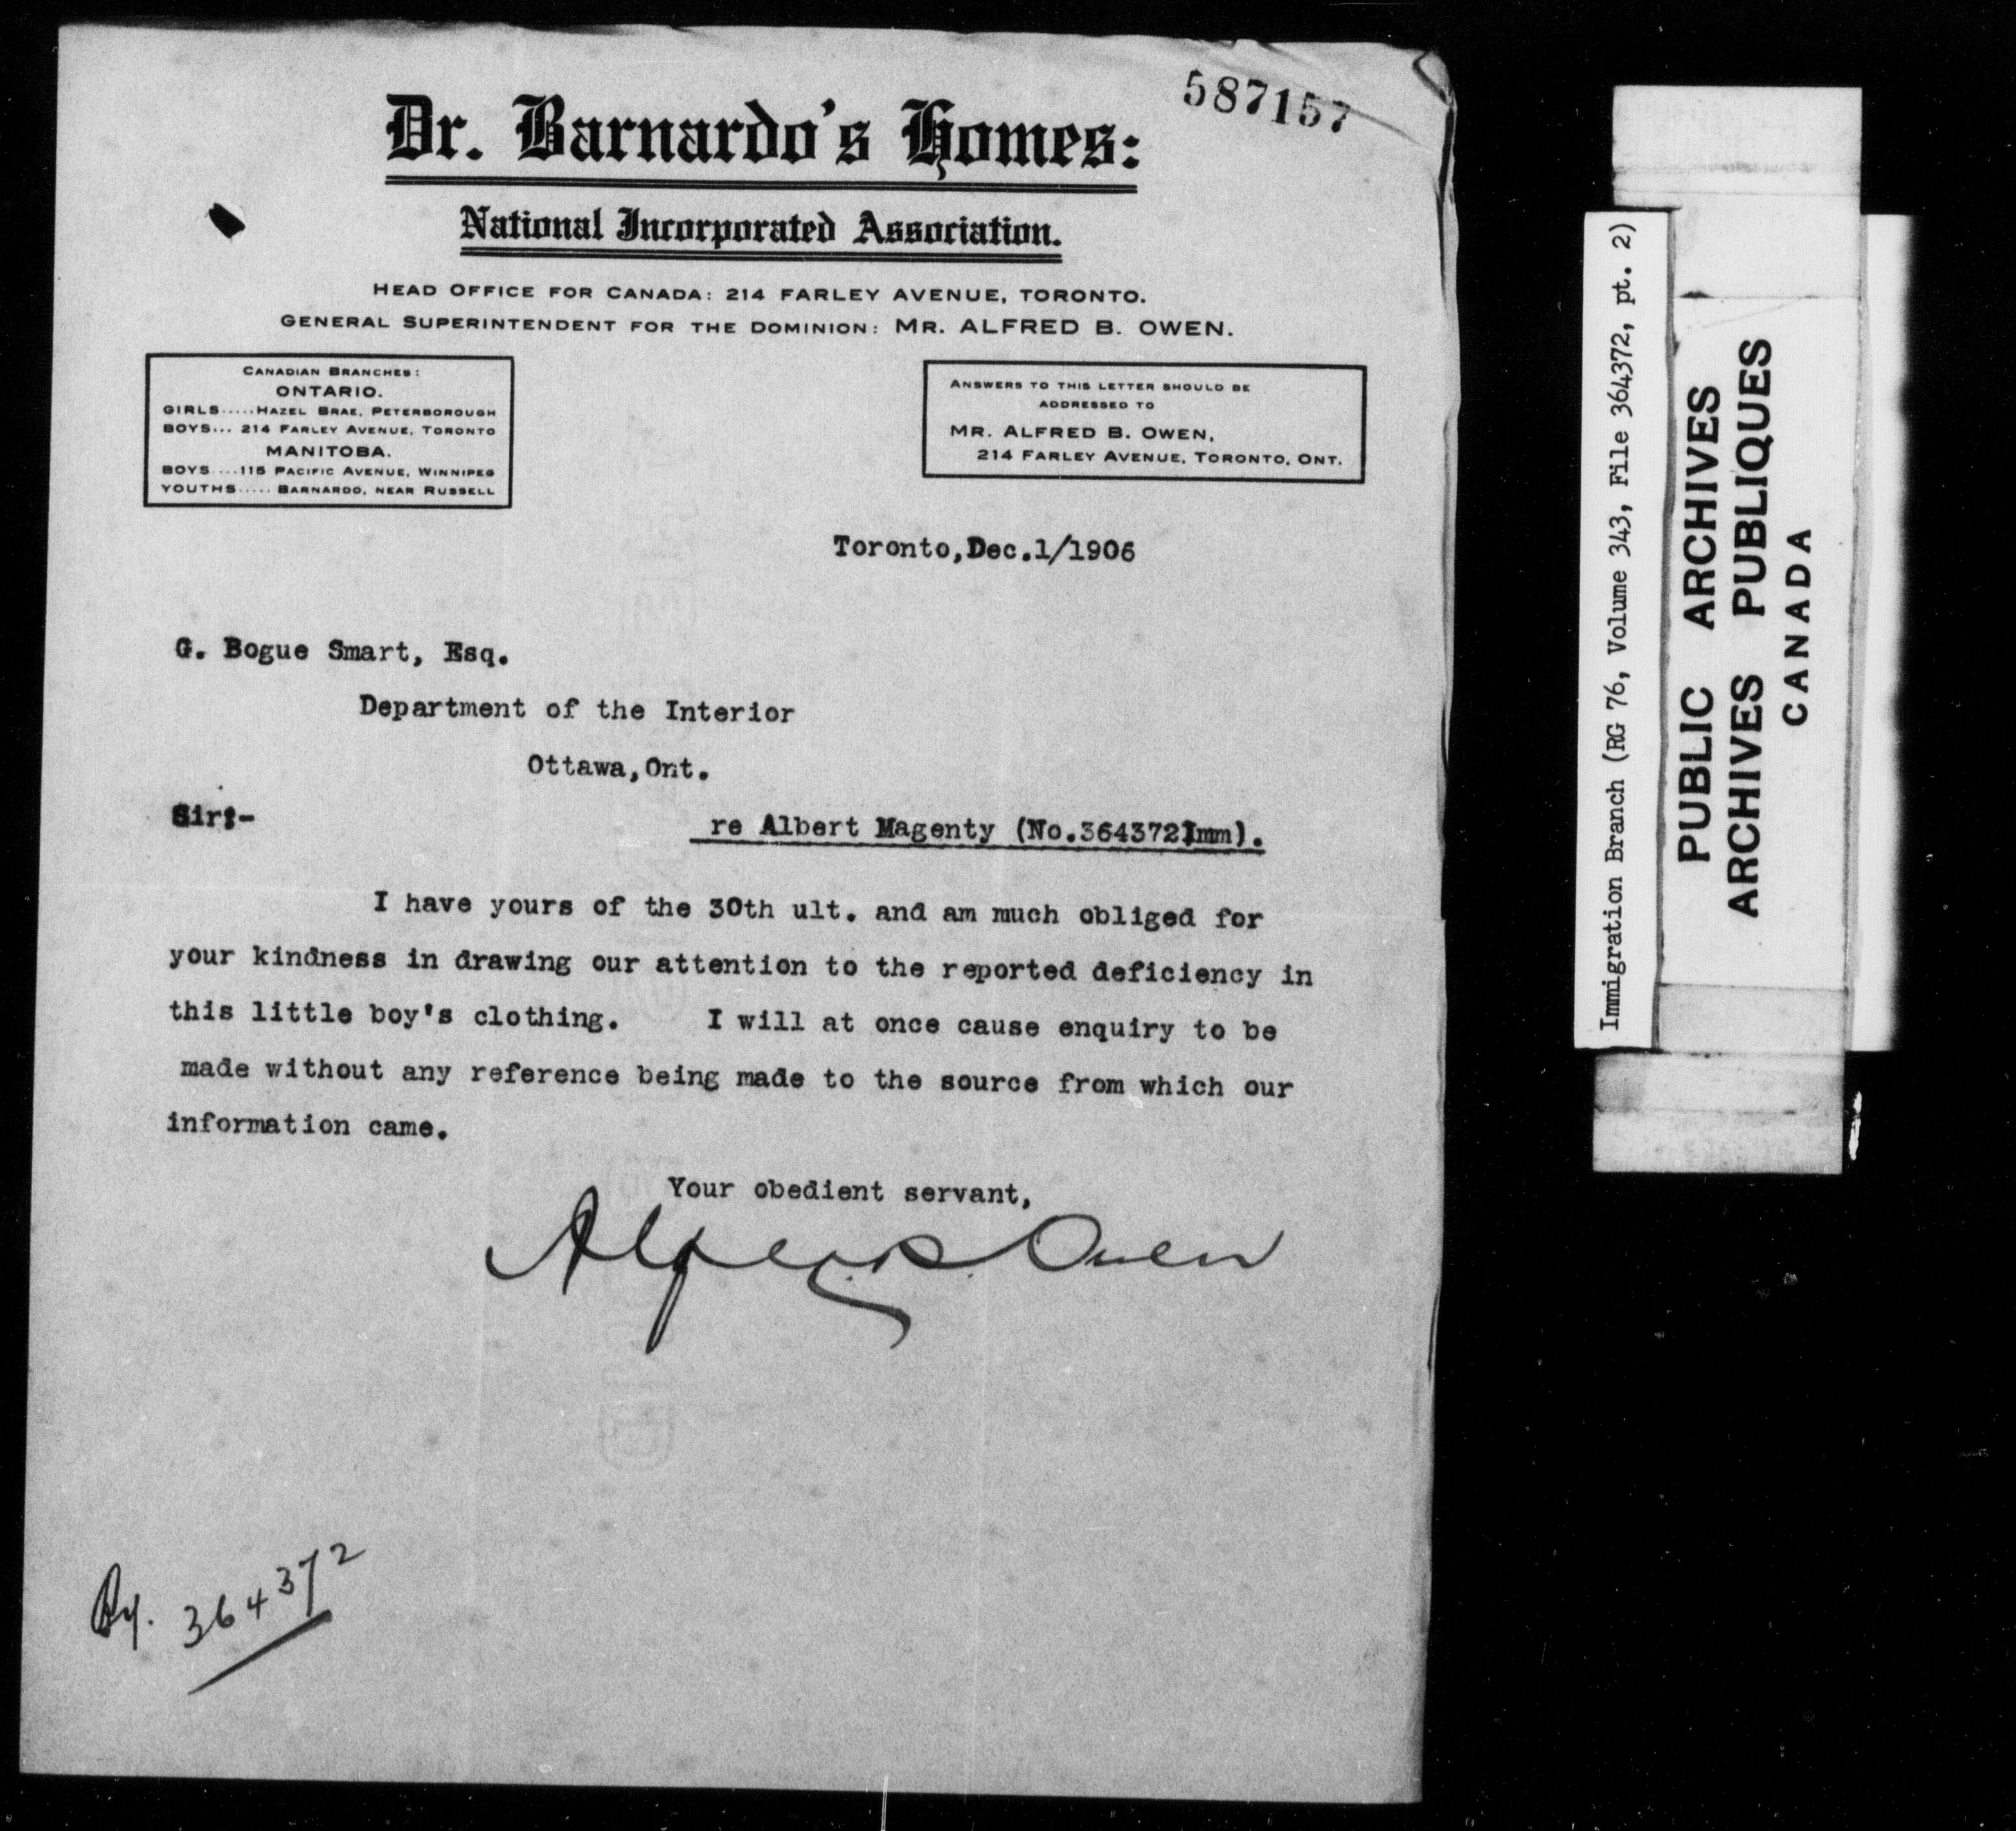 587157
Dr. Barnardo's Homes:
National Incorporated Association.
HEAD OFFICE FOR CANADA: 214 FARLEY AVENUE, TORONTO.
GENERAL SUPERINTENDENT FOR THE DOMINION: MR. ALFRED B. OWEN.
CANADIAN BRANCHES:
ONTARIO.
GIRLS.....HAZEL BRAE, PETERBOROUGH
BOYS... 214 FARLEY AVENUE, TORONTO
MANITOBA.
BOYS....115 PACIFIC AVENUE, WINNIPEG
YOUTHS..... BARNARDO, NEAR RUSSELL
ANSWERS TO THIS LETTER SHOULD BE
ADDRESSED TO
MR. ALFRED B. OWEN,
214 FARLEY AVENUE, TORONTO, ONT.
Toronto,Dec.1/1906
G. Bogue Smart, Esq.
Department of the Interior
Ottawa,Ont.
Sir:-
re Albert Magenty (No.364372Imm).
I have yours of the 30th ult. and am much obliged for
your kindness in drawing our attention to the reported deficiency in
this little boy's clothing. I will at once cause enquiry to be
made without any reference being made to the source from which our
information came.
Your obedient servant,
Alfred B. Owen
364372
Immigration Branch (RG 76, Volume 343, File 364372, pt. 2)
PUBLIC ARCHIVES
ARCHIVES PUBLIQUES
CANADA